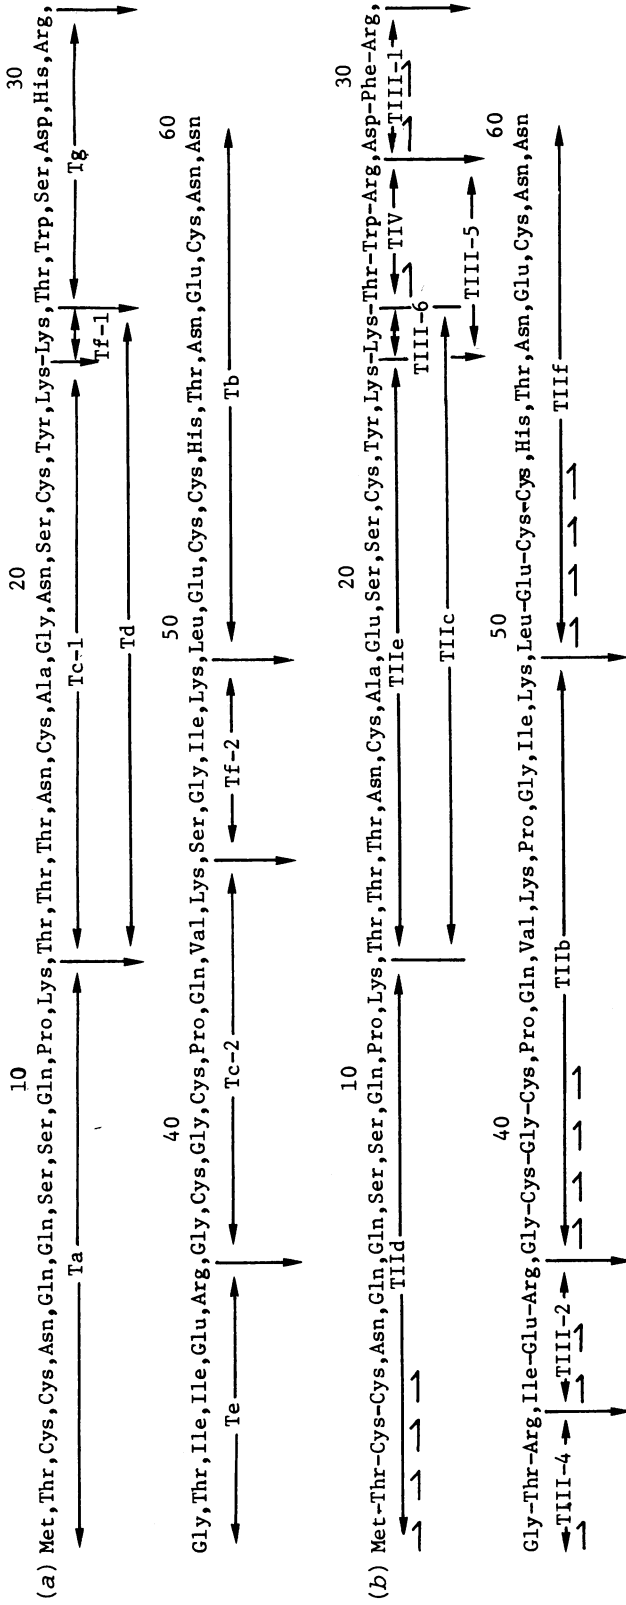 10 20 30
(a) Met,Thr,Cys,Cys,Asn,Gln,Gln,Ser,Ser,Gln,Pro,Lys,Thr,Thr,Thr,Asn,Cys,Ala,Gly,Asn,Ser,Cys,Tyr,Lys-Lys,Thr,Trp,Ser,Asp,His,Arg,
Ta Tc-1 Tf-1 Tg
Td
40 50 60
Gly,Thr,Ile,Ile,Glu,Arg,Gly,Cys,Gly,Cys,Pro,Gln,Val,Lys,Ser,Gly,Ile,Lys,Leu,Glu,Cys,Cys,His,Thr,Asn,Glu,Cys,Asn,Asn
Te Tc-2 Tf-2 Tb
10 20 30
(b) Met-Thr-Cys-Cys,Asn,Gln,Gln,Ser,Ser,Gln,Pro,Lys,Thr,Thr,Thr,Asn,Cys,Ala,Glu,Ser,Ser,Cys,Tyr,Lys-Lys-Thr-Trp-Arg,Asp-Phe-Arg,
TIId TIIe TIII-6 TIV TIII-1
TIIc TIII-5
40 50 60
Gly-Thr-Arg,Ile-Glu-Arg,Gly-Cys-Gly-Cys,Pro,Gln,Val,Lys,Pro,Gly,Ile,Lys,Leu-Glu-Cys-Cys,His,Thr,Asn,Glu,Cys,Asn,Asn
TIII-4 TIII-2 TIIb TIIf